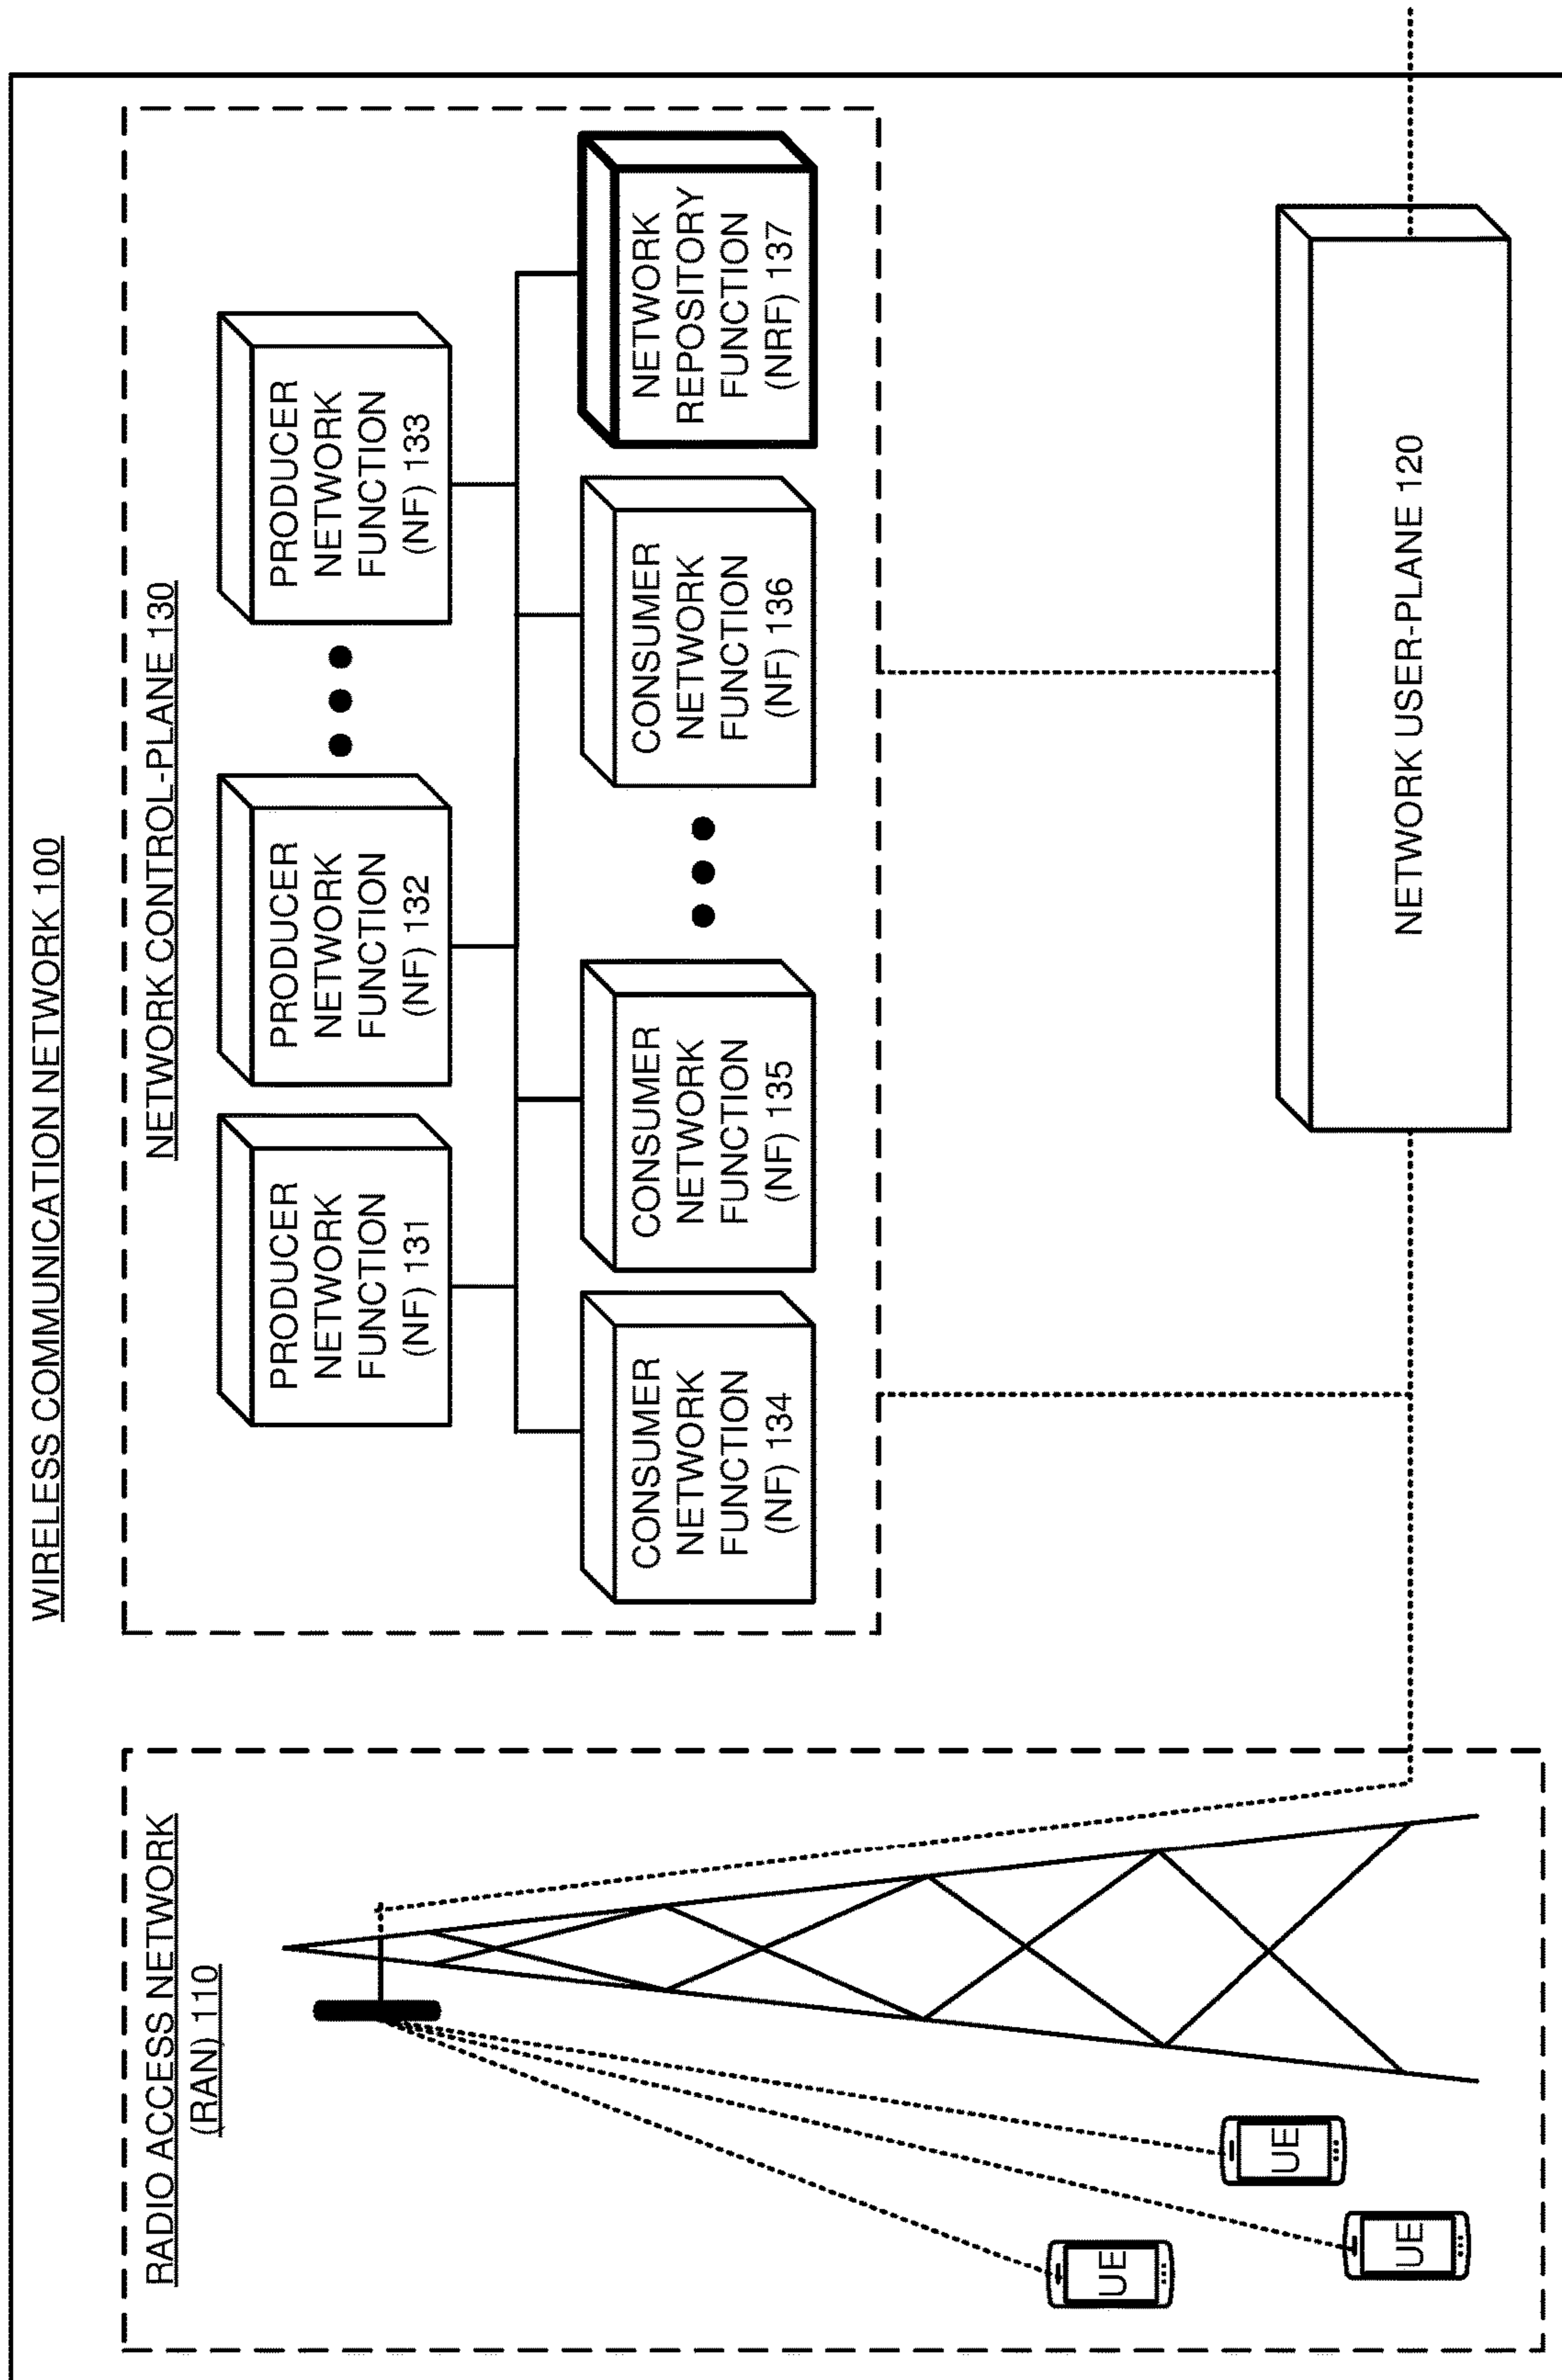 WIRELESS COMMUNICATION NETWORK 100
RADIO ACCESS NETWORK
(RAN) 110
UE
UE
UE
NETWORK CONTROL-PLANE 130
PRODUCER
NETWORK
FUNCTION
(NF) 131
PRODUCER
NETWORK
FUNCTION
(NF) 132
PRODUCER
NETWORK
FUNCTION
(NF) 133
CONSUMER
NETWORK
FUNCTION
(NF) 134
CONSUMER
NETWORK
FUNCTION
(NF) 135
CONSUMER
NETWORK
FUNCTION
(NF) 136
NETWORK
REPOSITORY
FUNCTION
(NRF) 137
NETWORK USER-PLANE 120